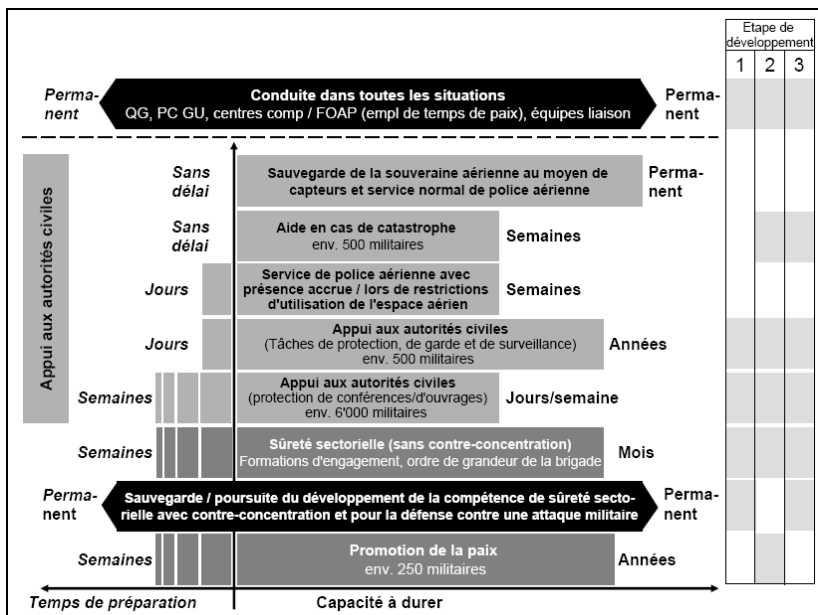 Etape de
développement
1 2 3
Perma-
nent
Conduite dans toutes les situations
QG, PC GU, centres comp / FOAP (empl de temps de paix), équipes liaison
Perma-
nent
Appui aux autorités civiles
Sans
délai
Sauvegarde de la souveraine aérienne au moyen de
capteurs et service normal de police aérienne
Perma-
nent
Sans
délai
Aide en cas de catastrophe
env. 500 militaires
Semaines
Jours
Service de police aérienne avec
présence accrue / lors de restrictions
d'utilisation de l'espace aérien
Semaines
Jours
Appui aux autorités civiles
(Tâches de protection, de garde et de surveillance)
env. 500 militaires
Années
Semaines
Appui aux autorités civiles
(protection de conférences/d'ouvrages)
env. 6'000 militaires
Jours/semaine
Semaines
Sûreté sectorielle (sans contre-concentration)
Formations d'engagement, ordre de grandeur de la brigade
Mois
Perma-
nent
Sauvegarde / poursuite du développement de la compétence de sûreté secto-
rielle avec contre-concentration et pour la défense contre une attaque militaire
Perma-
nent
Semaines
Promotion de la paix
env. 250 militaires
Années
Temps de préparation
Capacité à durer